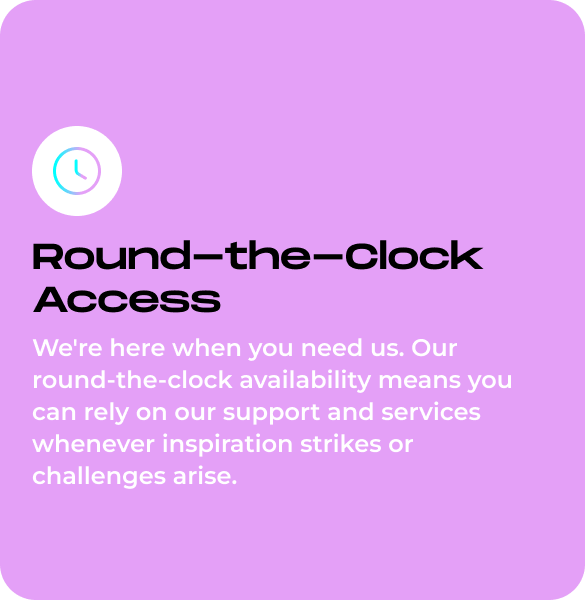 Round–the–Clock
Access
We're here when you need us. Our
round-the-clock availability means you
can rely on our support and services
whenever inspiration strikes or
challenges arise.